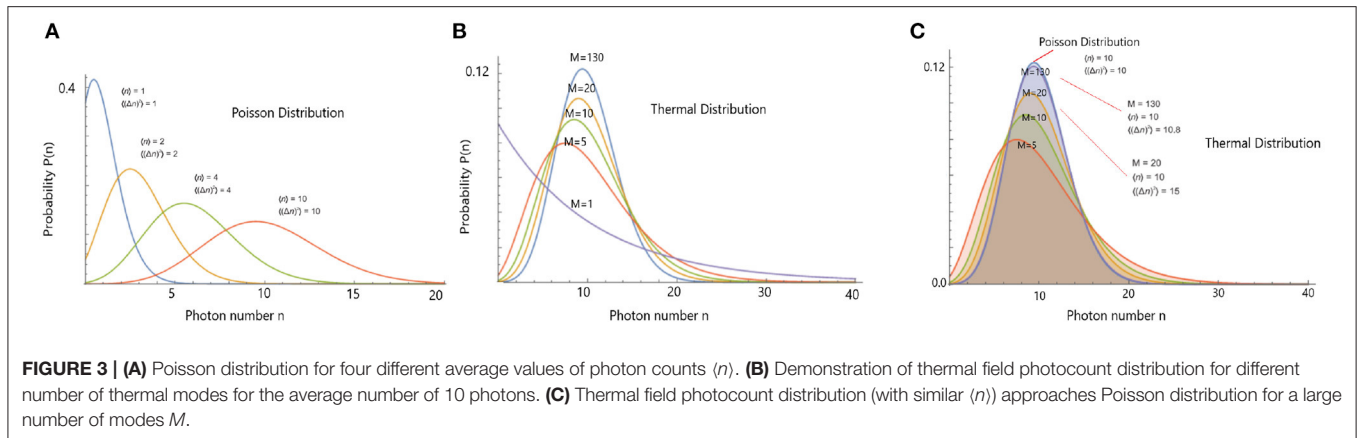 A
0.4
Probability P(n)
⟨n⟩ = 1
⟨(Δn)²⟩ = 1
⟨n⟩ = 2
⟨(Δn)²⟩ = 2
⟨n⟩ = 4
⟨(Δn)²⟩ = 4
⟨n⟩ = 10
⟨(Δn)²⟩ = 10
Poisson Distribution
5
10
15
20
Photon number n
B
0.12
Probability P(n)
M=130
M=20
M=10
M=5
M=1
Thermal Distribution
10
20
30
40
Photon number n
C
0.12
0.0
Probability P(n)
Poisson Distribution
⟨n⟩ = 10
⟨(Δn)²⟩ = 10
M=130
M=20
M=10
M=5
M = 130
⟨n⟩ = 10
⟨(Δn)²⟩ = 10.8
M = 20
⟨n⟩ = 10
⟨(Δn)²⟩ = 15
Thermal Distribution
10
20
30
40
Photon number n
FIGURE 3 | (A) Poisson distribution for four different average values of photon counts ⟨n⟩. (B) Demonstration of thermal field photocount distribution for different
number of thermal modes for the average number of 10 photons. (C) Thermal field photocount distribution (with similar ⟨n⟩) approaches Poisson distribution for a large
number of modes M.